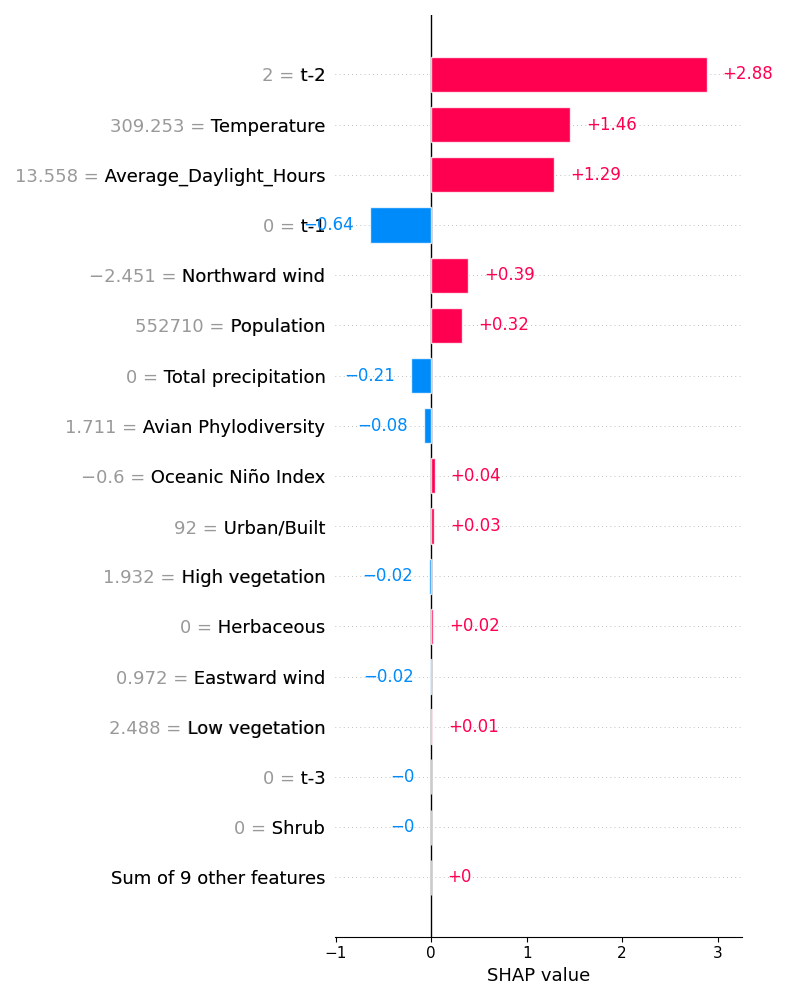 2 = t-2 +2.88
309.253 = Temperature +1.46
13.558 = Average_Daylight_Hours +1.29
0 = t-1 −0.64
−2.451 = Northward wind +0.39
552710 = Population +0.32
0 = Total precipitation −0.21
1.711 = Avian Phylodiversity −0.08
−0.6 = Oceanic Niño Index +0.04
92 = Urban/Built +0.03
1.932 = High vegetation −0.02
0 = Herbaceous +0.02
0.972 = Eastward wind −0.02
2.488 = Low vegetation +0.01
0 = t-3 −0
0 = Shrub −0
Sum of 9 other features +0
−1 0 1 2 3
SHAP value